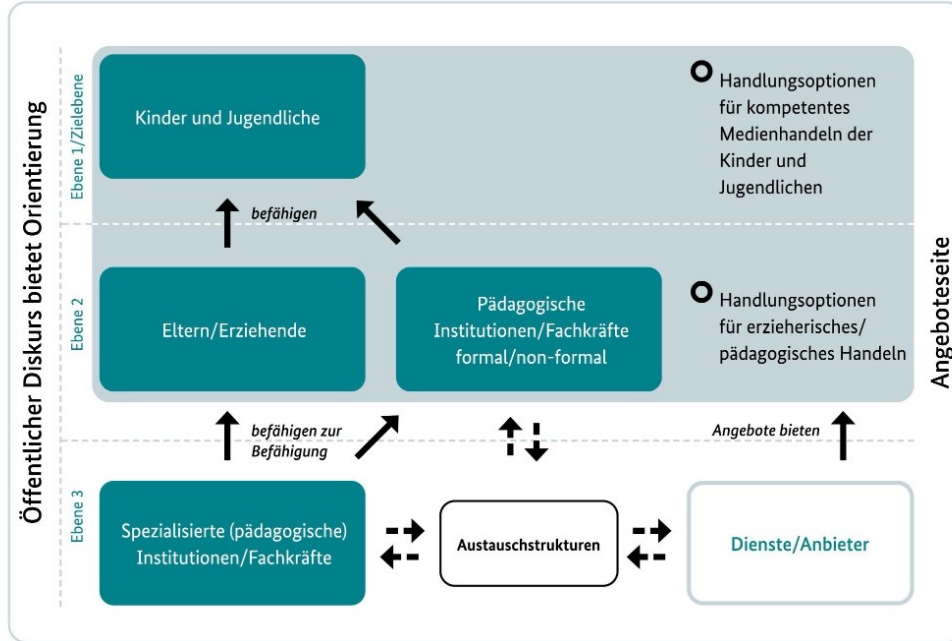 Öffentlicher Diskurs bietet Orientierung
Ebene 1/Zielebene
Kinder und Jugendliche
Handlungsoptionen
für kompetentes
Medienhandeln der
Kinder und
Jugendlichen
befähigen
Ebene 2
Eltern/Erziehende
Pädagogische
Institutionen/Fachkräfte
formal/non-formal
Handlungsoptionen
für erzieherisches/
pädagogisches Handeln
Angeboteseite
befähigen zur
Befähigung
Angebote bieten
Ebene 3
Spezialisierte (pädagogische)
Institutionen/Fachkräfte
Austauschstrukturen
Dienste/Anbieter